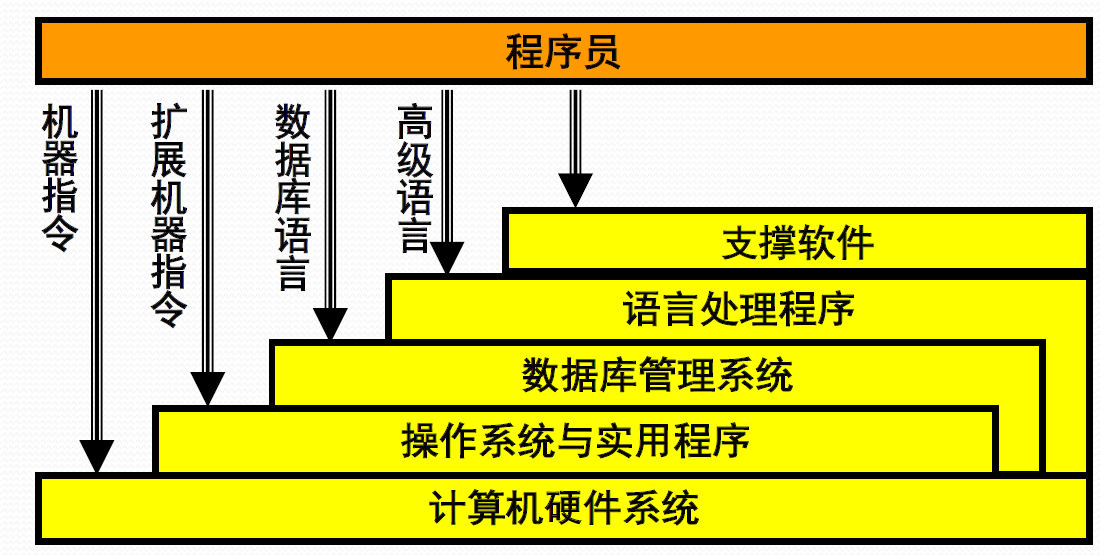 程序员
机器指令
扩展机器指令
数据库语言
高级语言
支撑软件
语言处理程序
数据库管理系统
操作系统与实用程序
计算机硬件系统